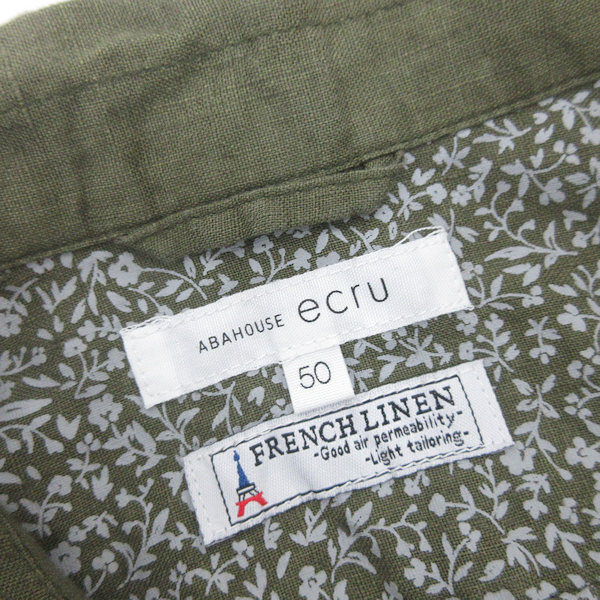 ABAHOUSE ecru
50
FRENCH LINEN
-Good air permeability-
-Light tailoring-